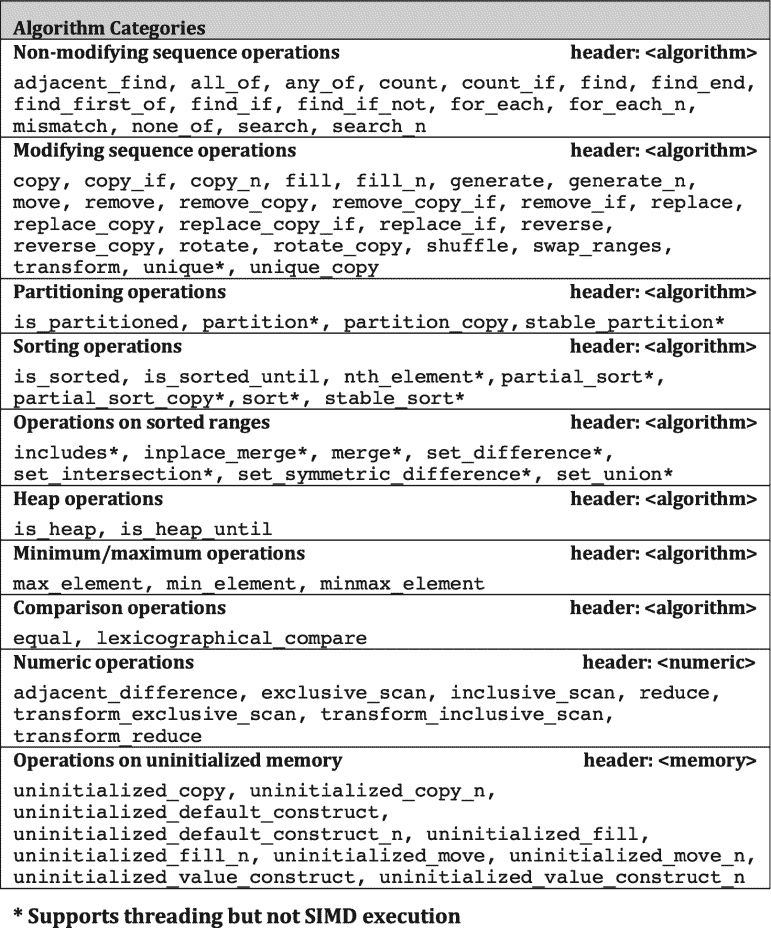 Algorithm Categories
Non-modifying sequence operations header: <algorithm>
adjacent_find, all_of, any_of, count, count_if, find, find_end,
find_first_of, find_if, find_if_not, for_each, for_each_n,
mismatch, none_of, search, search_n
Modifying sequence operations header: <algorithm>
copy, copy_if, copy_n, fill, fill_n, generate, generate_n,
move, remove, remove_copy, remove_copy_if, remove_if, replace,
replace_copy, replace_copy_if, replace_if, reverse,
reverse_copy, rotate, rotate_copy, shuffle, swap_ranges,
transform, unique*, unique_copy
Partitioning operations header: <algorithm>
is_partitioned, partition*, partition_copy, stable_partition*
Sorting operations header: <algorithm>
is_sorted, is_sorted_until, nth_element*, partial_sort*,
partial_sort_copy*, sort*, stable_sort*
Operations on sorted ranges header: <algorithm>
includes*, inplace_merge*, merge*, set_difference*,
set_intersection*, set_symmetric_difference*, set_union*
Heap operations header: <algorithm>
is_heap, is_heap_until
Minimum/maximum operations header: <algorithm>
max_element, min_element, minmax_element
Comparison operations header: <algorithm>
equal, lexicographical_compare
Numeric operations header: <numeric>
adjacent_difference, exclusive_scan, inclusive_scan, reduce,
transform_exclusive_scan, transform_inclusive_scan,
transform_reduce
Operations on uninitialized memory header: <memory>
uninitialized_copy, uninitialized_copy_n,
uninitialized_default_construct,
uninitialized_default_construct_n, uninitialized_fill,
uninitialized_fill_n, uninitialized_move, uninitialized_move_n,
uninitialized_value_construct, uninitialized_value_construct_n
* Supports threading but not SIMD execution